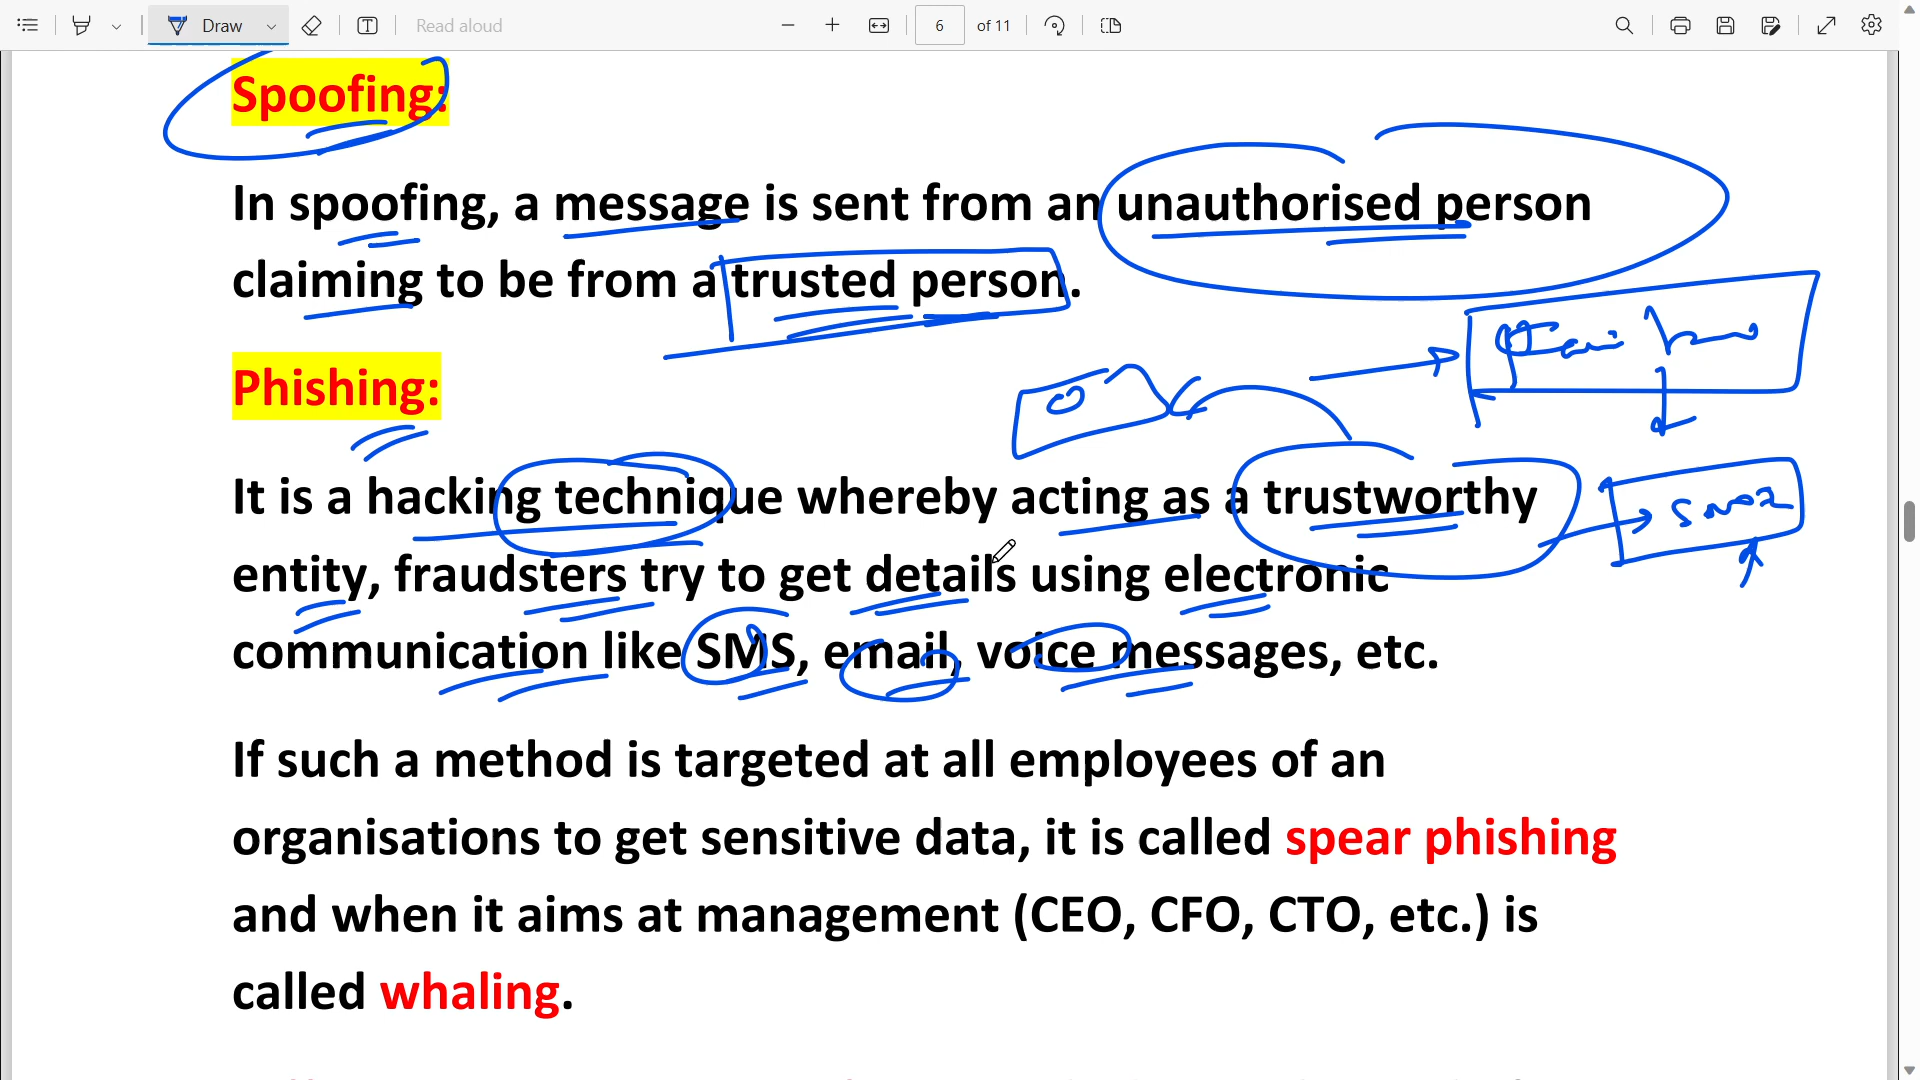 Draw
Read aloud
6 of 11
Spoofing:
In spoofing, a message is sent from an unauthorised person
claiming to be from a trusted person.
Phishing:
It is a hacking technique whereby acting as a trustworthy
entity, fraudsters try to get details using electronic
communication like SMS, email, voice messages, etc.
If such a method is targeted at all employees of an
organisations to get sensitive data, it is called spear phishing
and when it aims at management (CEO, CFO, CTO, etc.) is
called whaling.